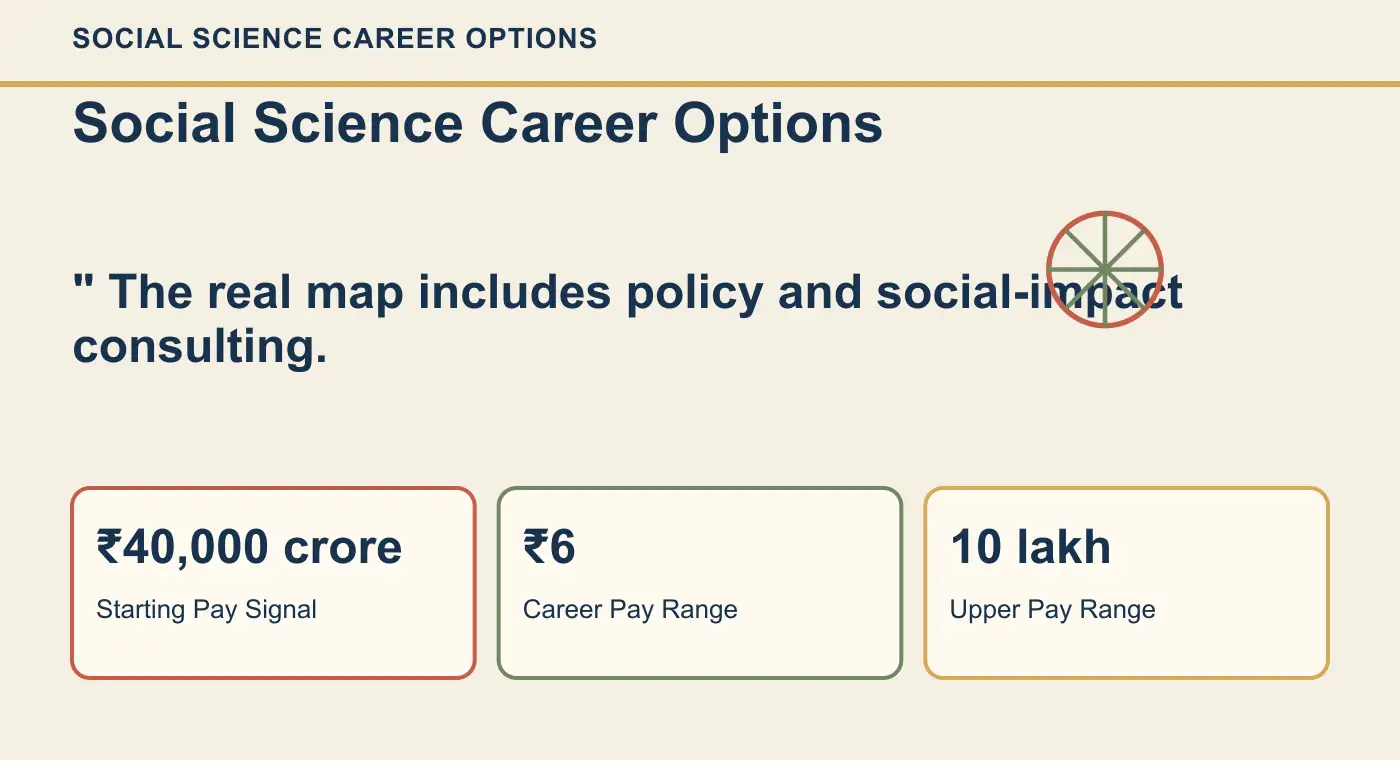 SOCIAL SCIENCE CAREER OPTIONS
Social Science Career Options
" The real map includes policy and social-impact
consulting.
₹40,000 crore
Starting Pay Signal
₹6
Career Pay Range
10 lakh
Upper Pay Range